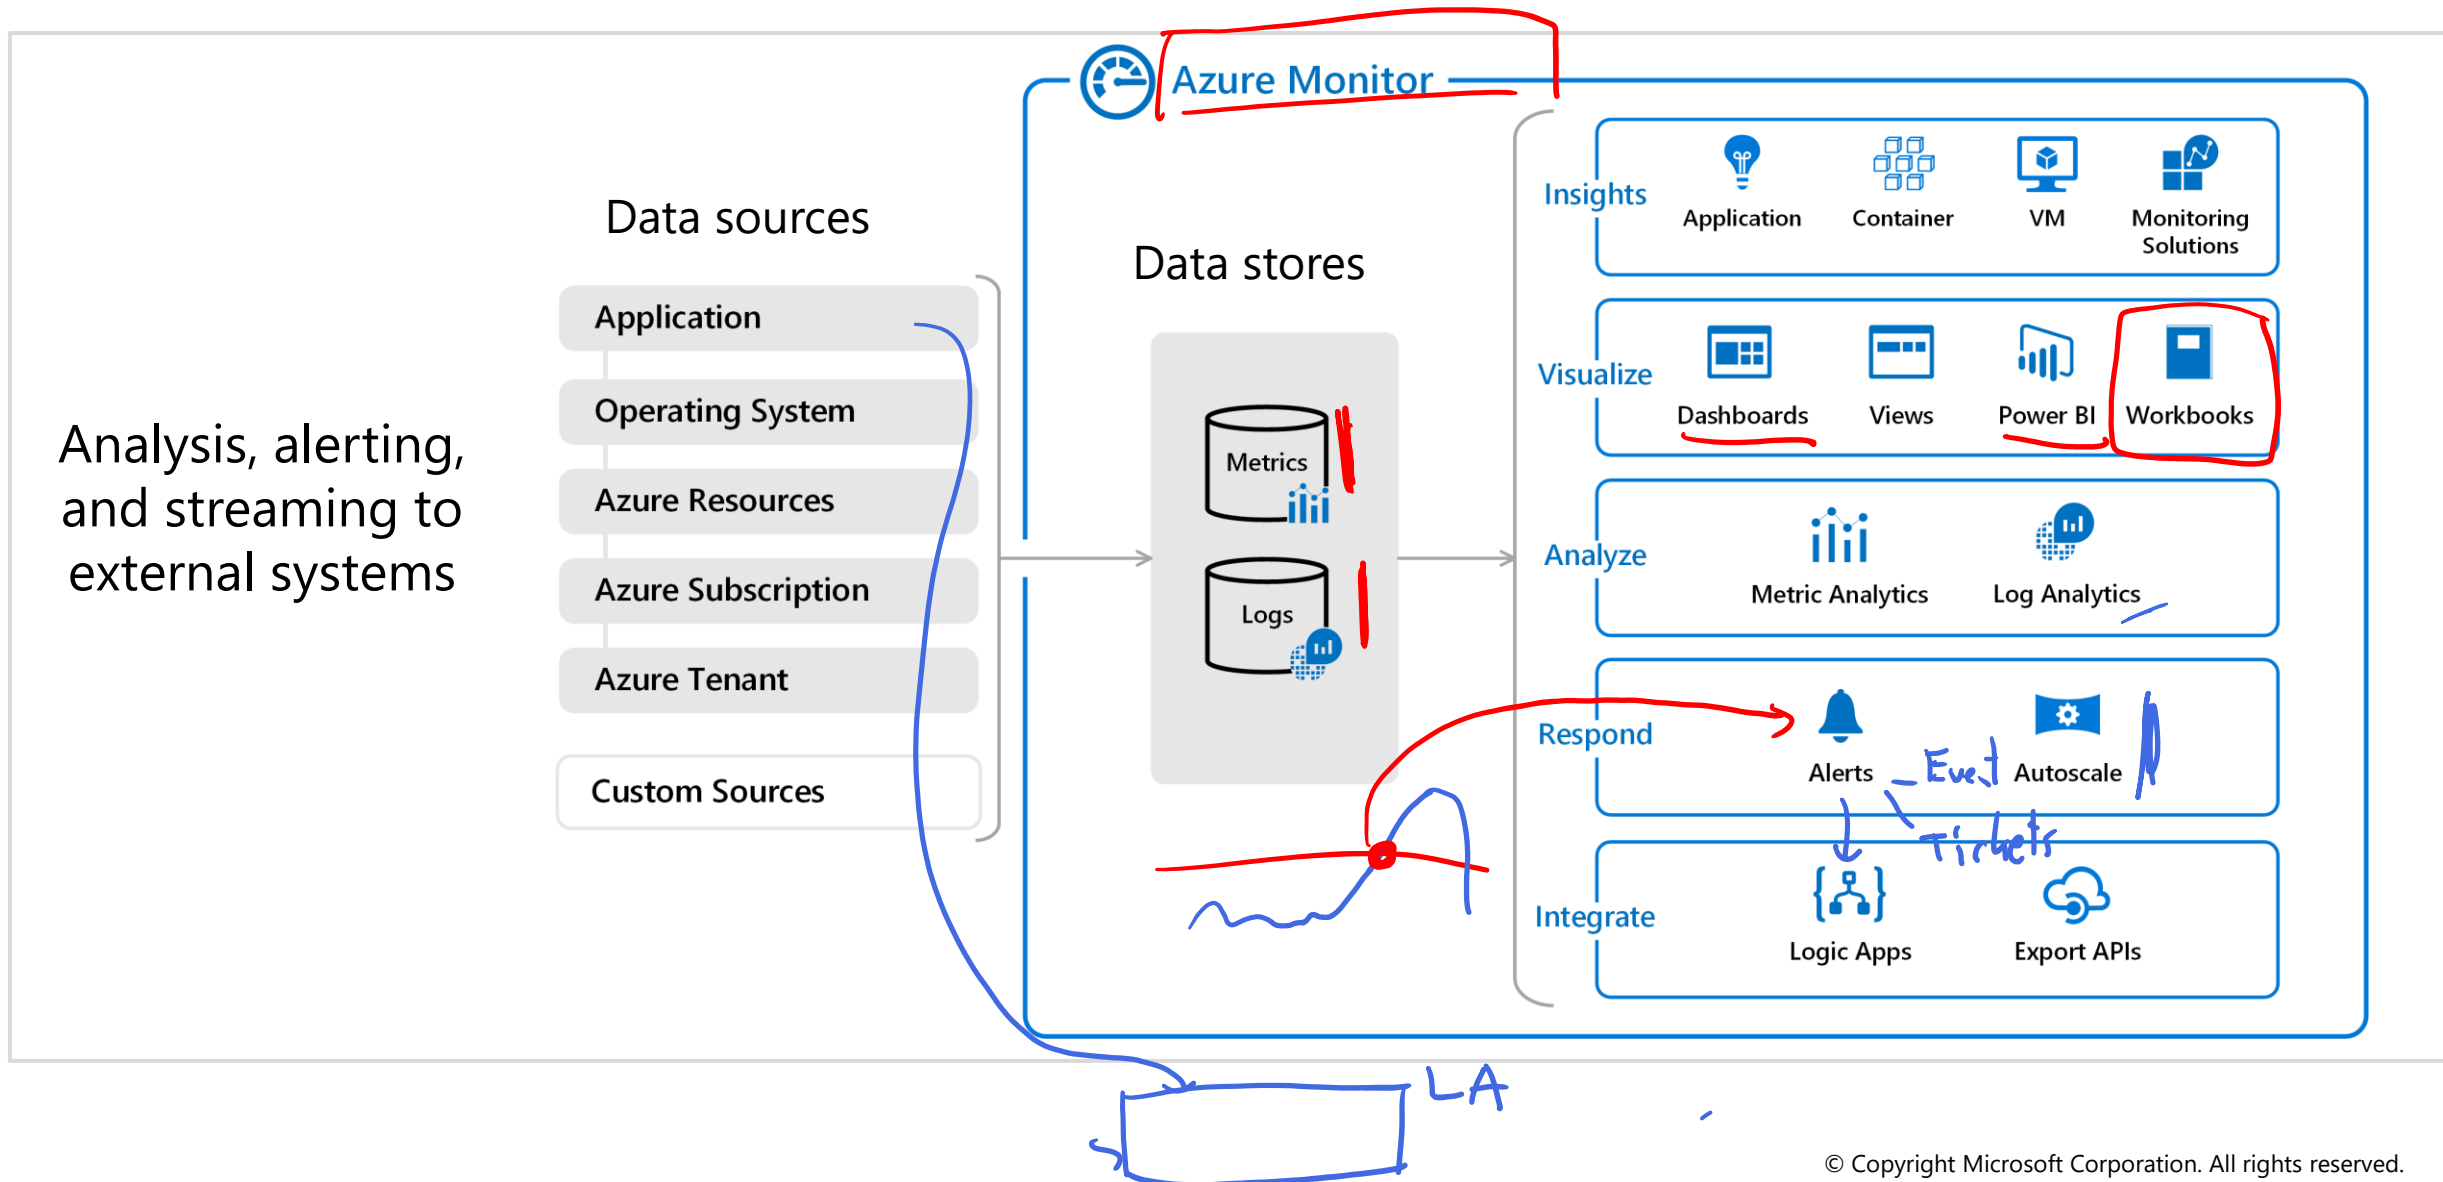 Azure Monitor
Analysis, alerting,
and streaming to
external systems
Data sources
Application
Operating System
Azure Resources
Azure Subscription
Azure Tenant
Custom Sources
Data stores
Metrics
Logs
Insights
Application
Container
VM
Monitoring
Solutions
Visualize
Dashboards
Views
Power BI
Workbooks
Analyze
Metric Analytics
Log Analytics
Respond
Alerts
Event
Autoscale
Tickets
Integrate
Logic Apps
Export APIs
LA
© Copyright Microsoft Corporation. All rights reserved.